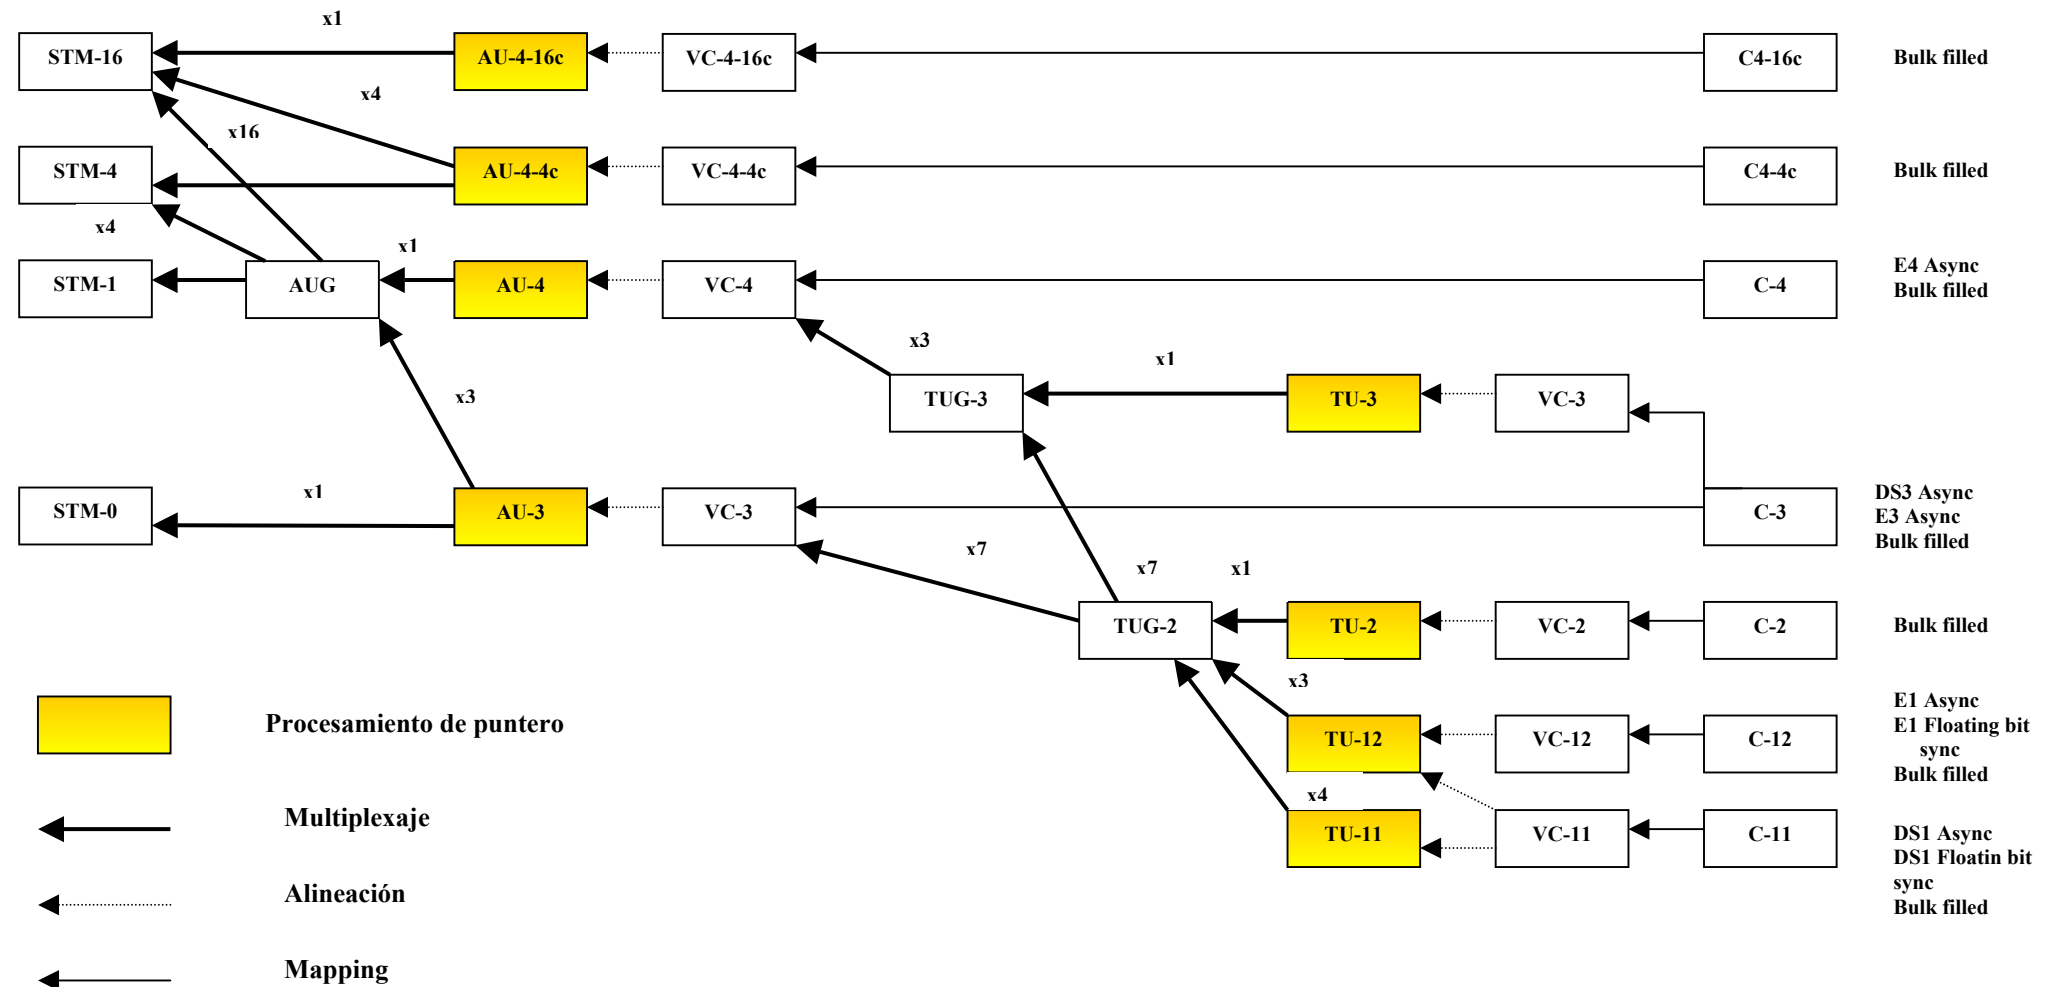 x1
STM-16
AU-4-16c
VC-4-16c
C4-16c
Bulk filled
x4
x16
STM-4
AU-4-4c
VC-4-4c
C4-4c
Bulk filled
x4
x1
STM-1
AUG
AU-4
VC-4
C-4
E4 Async
Bulk filled
x3
x1
x3
TUG-3
TU-3
VC-3
x1
STM-0
AU-3
VC-3
C-3
DS3 Async
E3 Async
Bulk filled
x7
x7
x1
TUG-2
TU-2
VC-2
C-2
Bulk filled
x3
Procesamiento de puntero
TU-12
VC-12
C-12
E1 Async
E1 Floating bit
sync
Bulk filled
x4
Multiplexaje
TU-11
VC-11
C-11
DS1 Async
DS1 Floatin bit
sync
Bulk filled
Alineación
Mapping